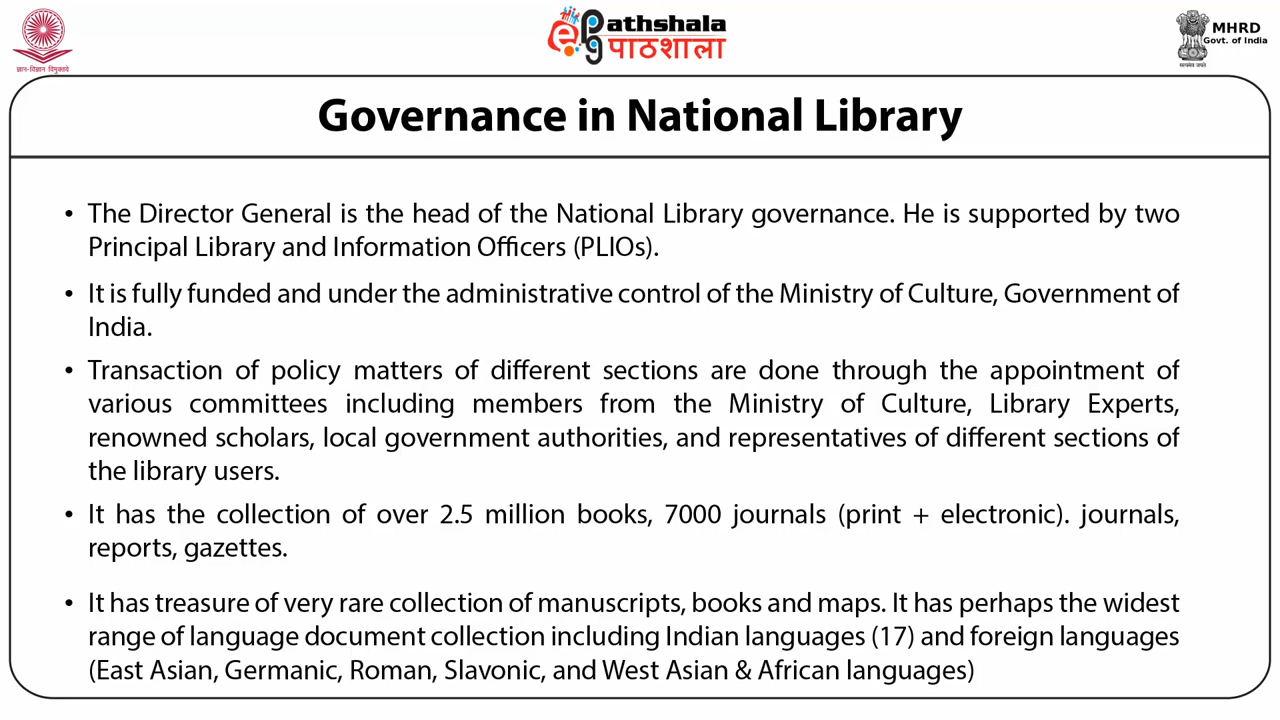 ज्ञान-विज्ञान विमुक्तये
epgathshala
पाठशाला
MHRD
Govt. of India
सत्यमेव जयते
Governance in National Library
• The Director General is the head of the National Library governance. He is supported by two
Principal Library and Information Officers (PLIOs).
• It is fully funded and under the administrative control of the Ministry of Culture, Government of
India.
• Transaction of policy matters of different sections are done through the appointment of
various committees including members from the Ministry of Culture, Library Experts,
renowned scholars, local government authorities, and representatives of different sections of
the library users.
• It has the collection of over 2.5 million books, 7000 journals (print + electronic). journals,
reports, gazettes.
• It has treasure of very rare collection of manuscripts, books and maps. It has perhaps the widest
range of language document collection including Indian languages (17) and foreign languages
(East Asian, Germanic, Roman, Slavonic, and West Asian & African languages)